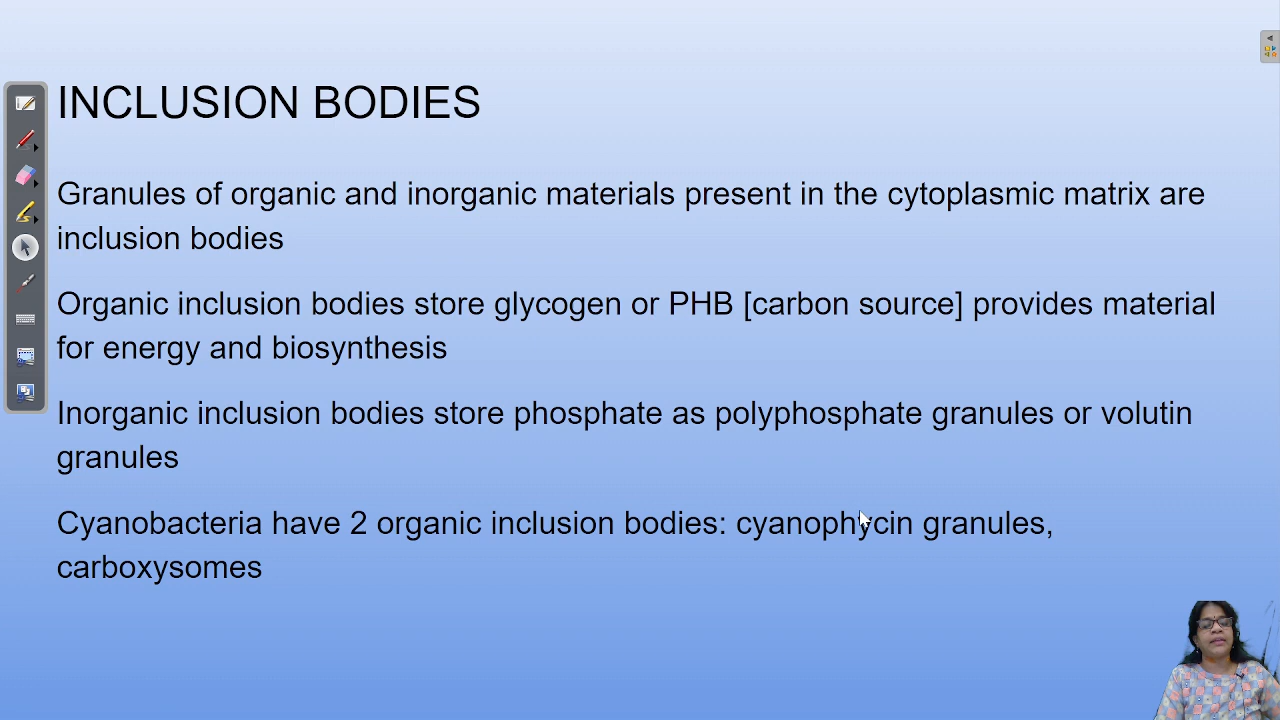 INCLUSION BODIES
Granules of organic and inorganic materials present in the cytoplasmic matrix are
inclusion bodies
Organic inclusion bodies store glycogen or PHB [carbon source] provides material
for energy and biosynthesis
Inorganic inclusion bodies store phosphate as polyphosphate granules or volutin
granules
Cyanobacteria have 2 organic inclusion bodies: cyanophycin granules,
carboxysomes